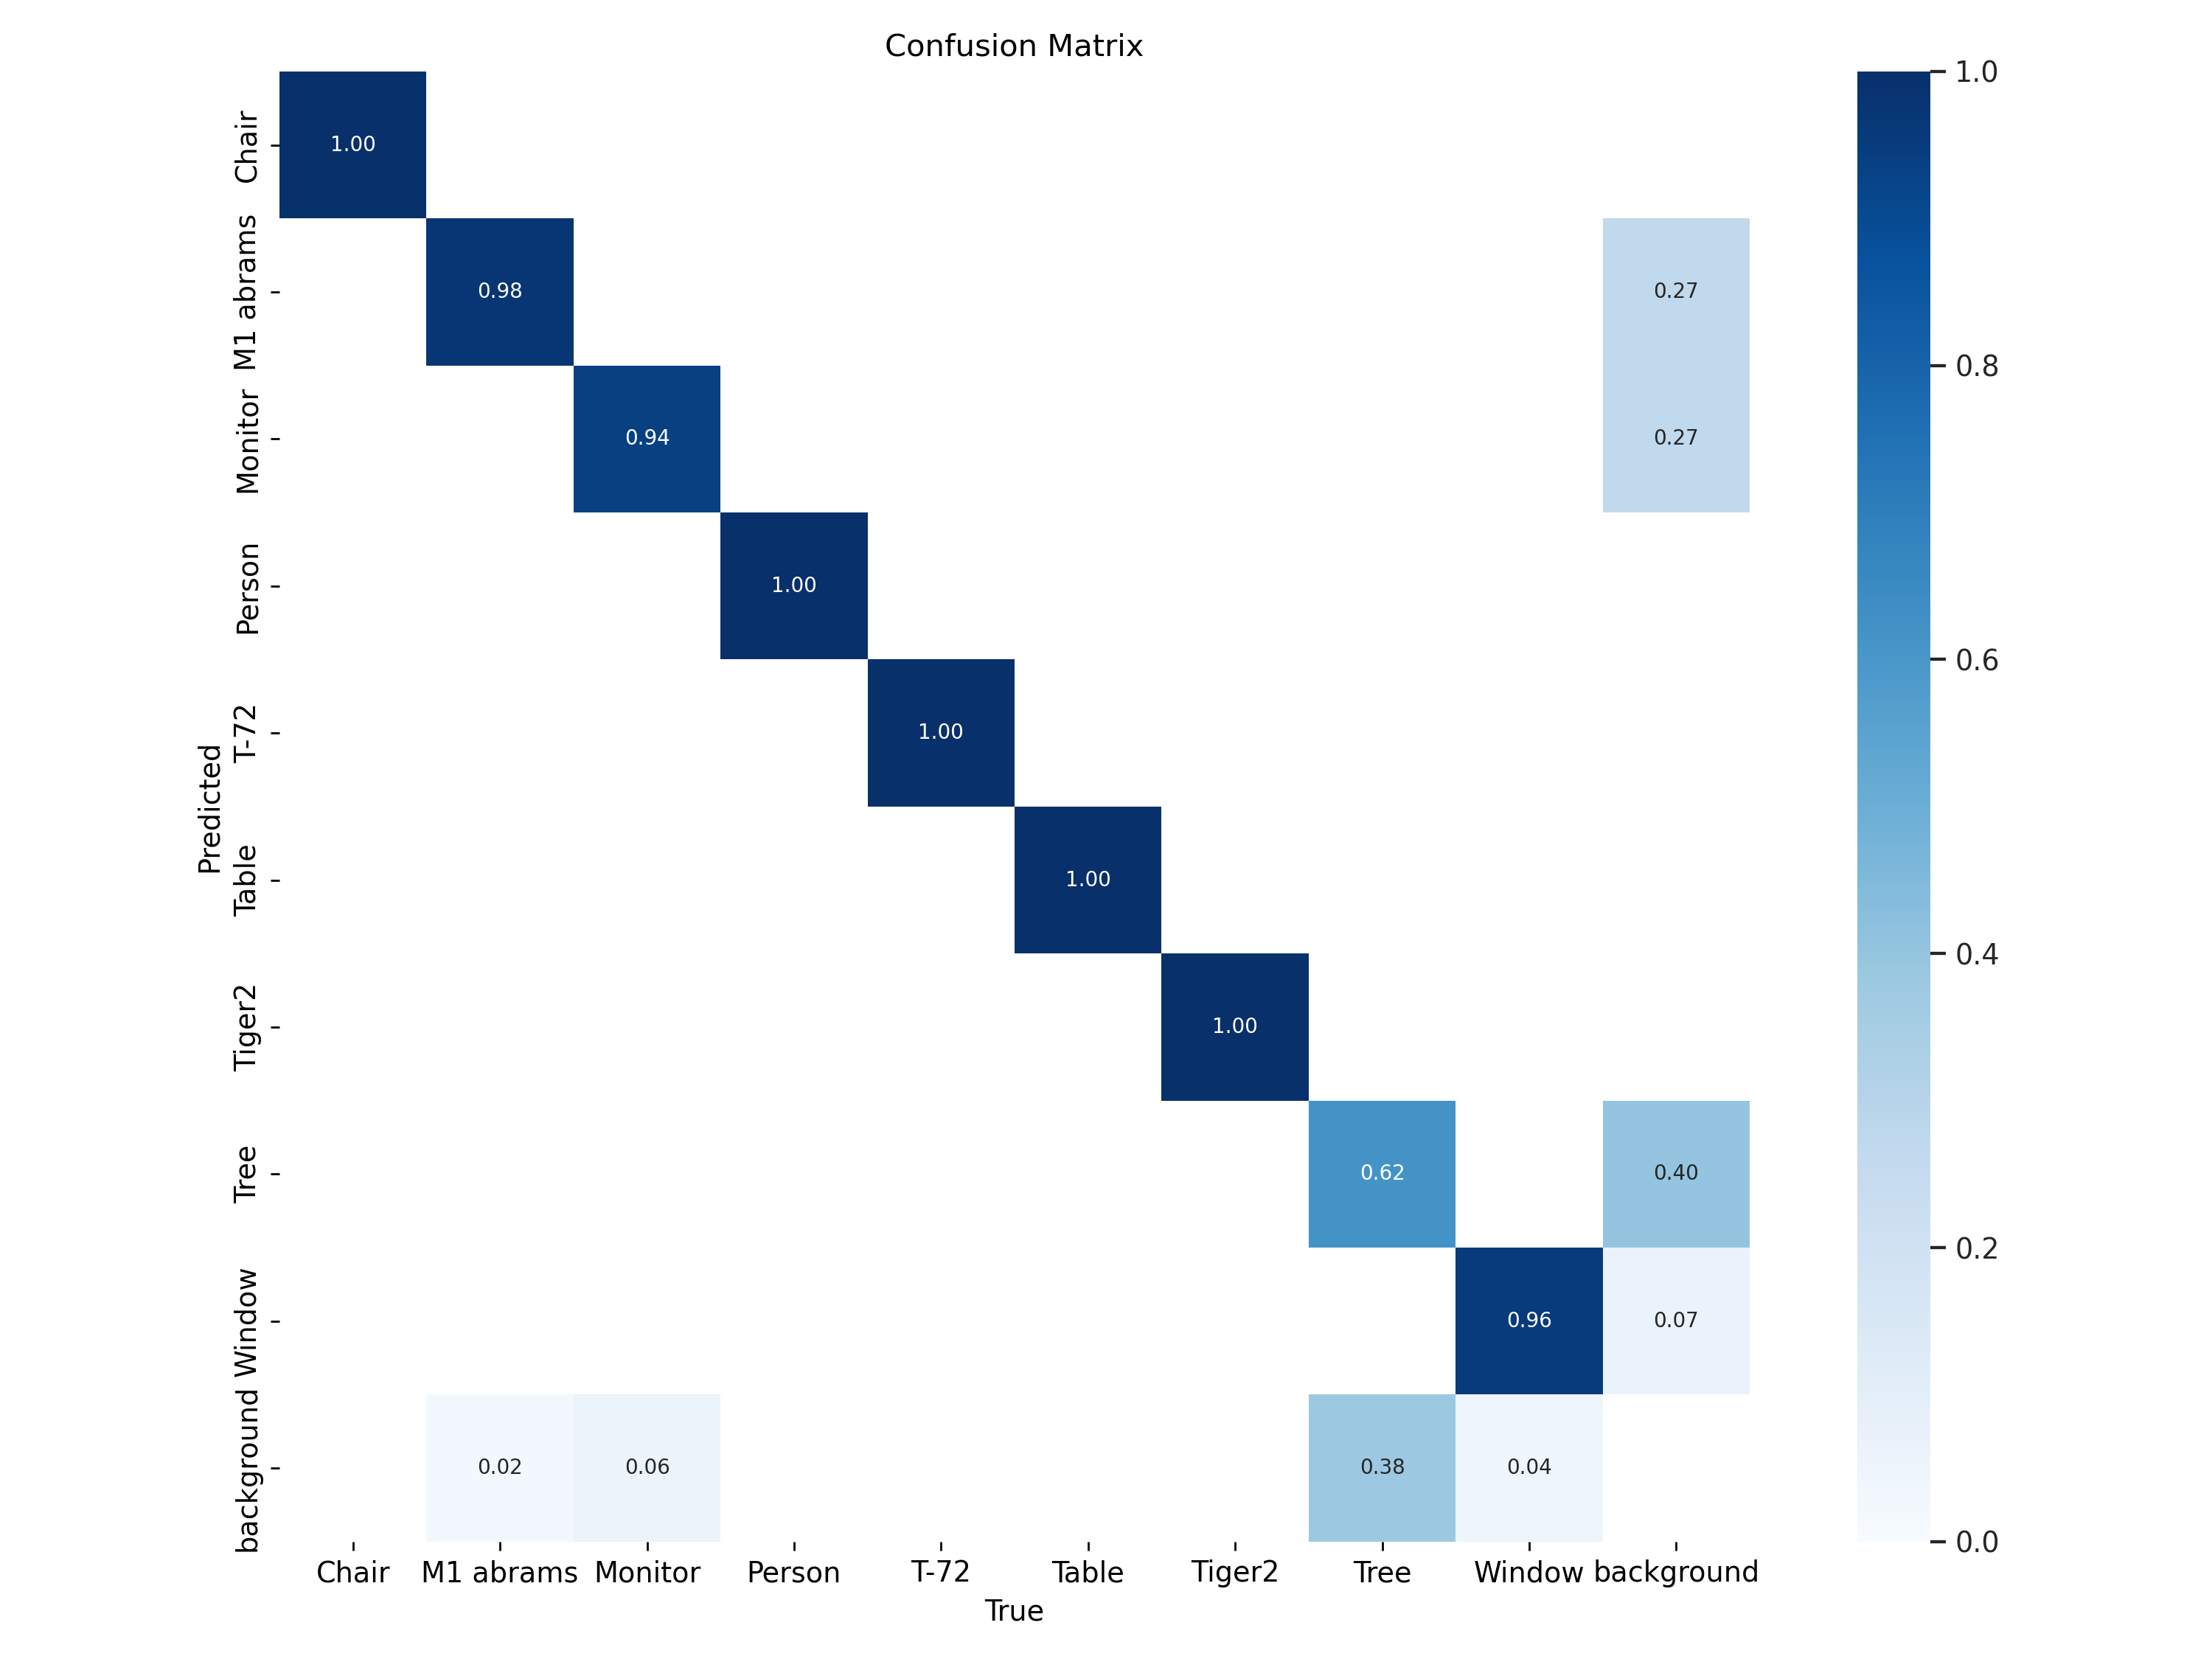 Confusion Matrix
Chair
M1 abrams
Monitor
Person
T-72
Table
Tiger2
Tree
Window
background
Predicted
1.00
0.98
0.27
0.94
0.27
1.00
1.00
1.00
1.00
0.62
0.40
0.96
0.07
0.02
0.06
0.38
0.04
Chair
M1 abrams
Monitor
Person
T-72
Table
Tiger2
Tree
Window
background
True
1.0
0.8
0.6
0.4
0.2
0.0